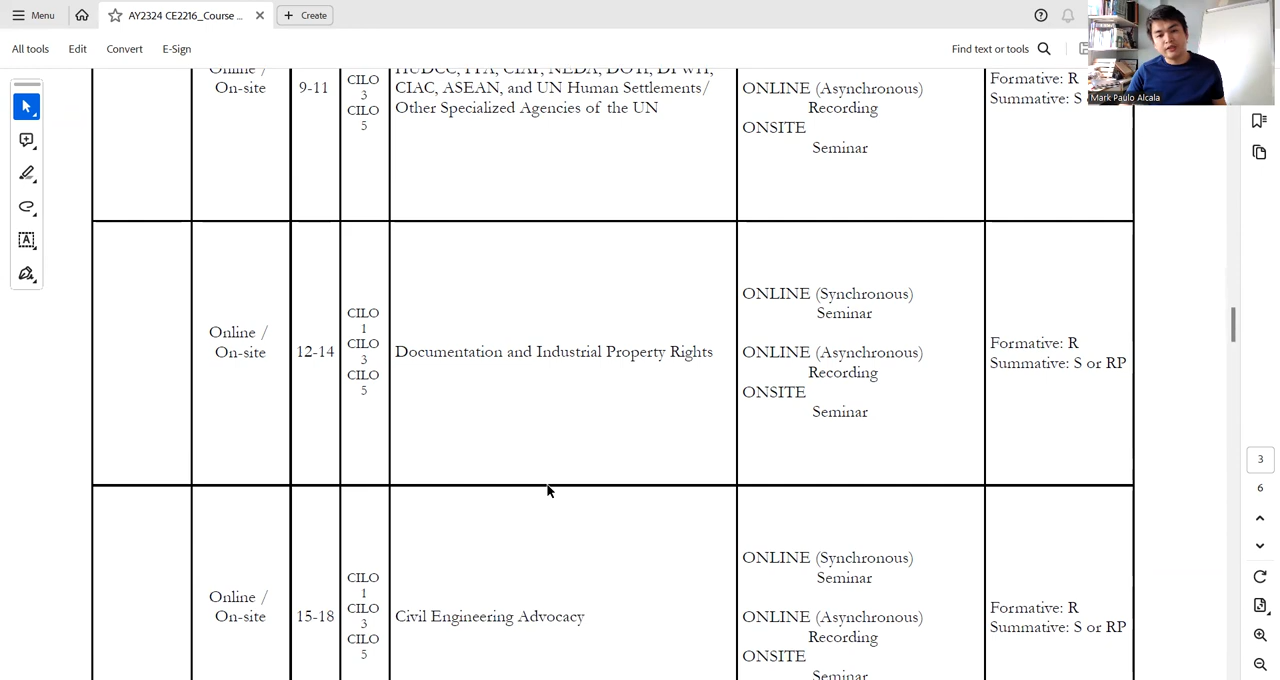 Menu
AY2324 CE2216_Course ...
Create
All tools
Edit
Convert
E-Sign
Find text or tools
Mark Paulo Alcala
Online /
On-site
9-11
CILO
3
CILO
5
CIAC, ASEAN, and UN Human Settlements/
Other Specialized Agencies of the UN
ONLINE (Asynchronous)
Recording
ONSITE
Seminar
Formative: R
Summative: S
Online /
On-site
12-14
CILO
1
CILO
3
CILO
5
Documentation and Industrial Property Rights
ONLINE (Synchronous)
Seminar
ONLINE (Asynchronous)
Recording
ONSITE
Seminar
Formative: R
Summative: S or RP
Online /
On-site
15-18
CILO
1
CILO
3
CILO
5
Civil Engineering Advocacy
ONLINE (Synchronous)
Seminar
ONLINE (Asynchronous)
Recording
ONSITE
Seminar
Formative: R
Summative: S or RP
3
6